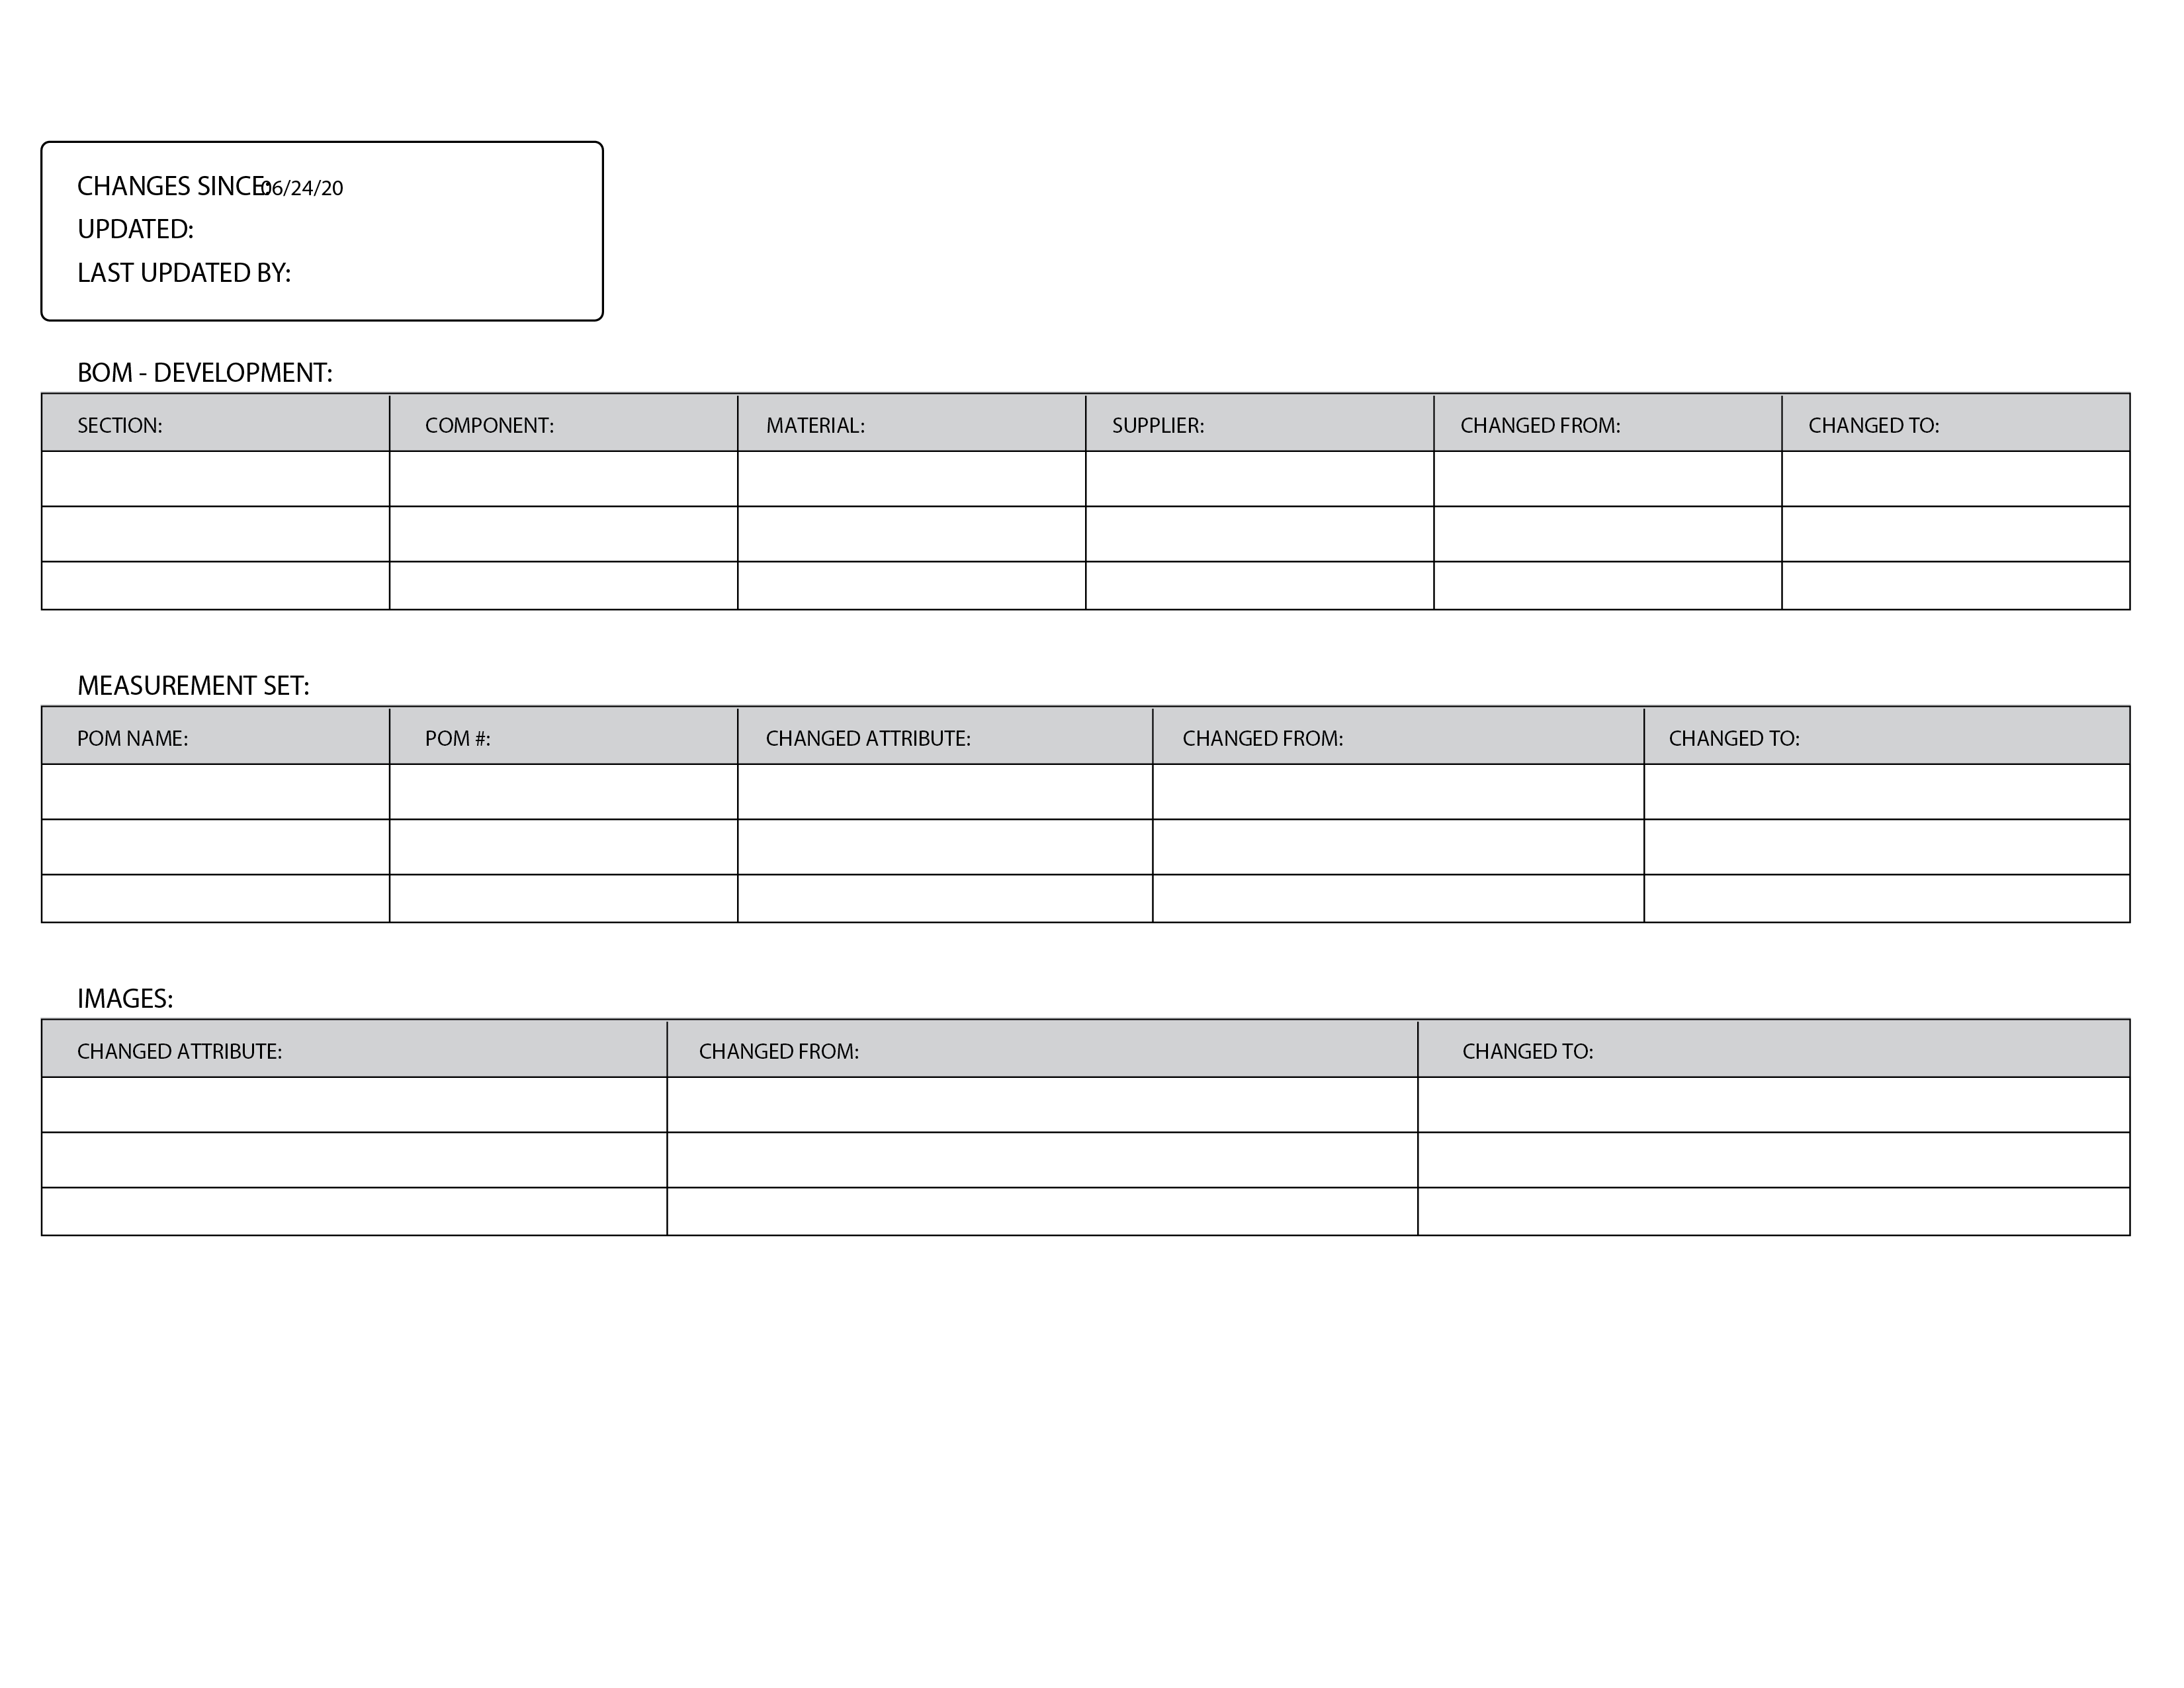 CHANGES SINCE: 06/24/20
UPDATED:
LAST UPDATED BY:
BOM - DEVELOPMENT:
SECTION: COMPONENT: MATERIAL: SUPPLIER: CHANGED FROM: CHANGED TO:
MEASUREMENT SET:
POM NAME: POM #: CHANGED ATTRIBUTE: CHANGED FROM: CHANGED TO:
IMAGES:
CHANGED ATTRIBUTE: CHANGED FROM: CHANGED TO: